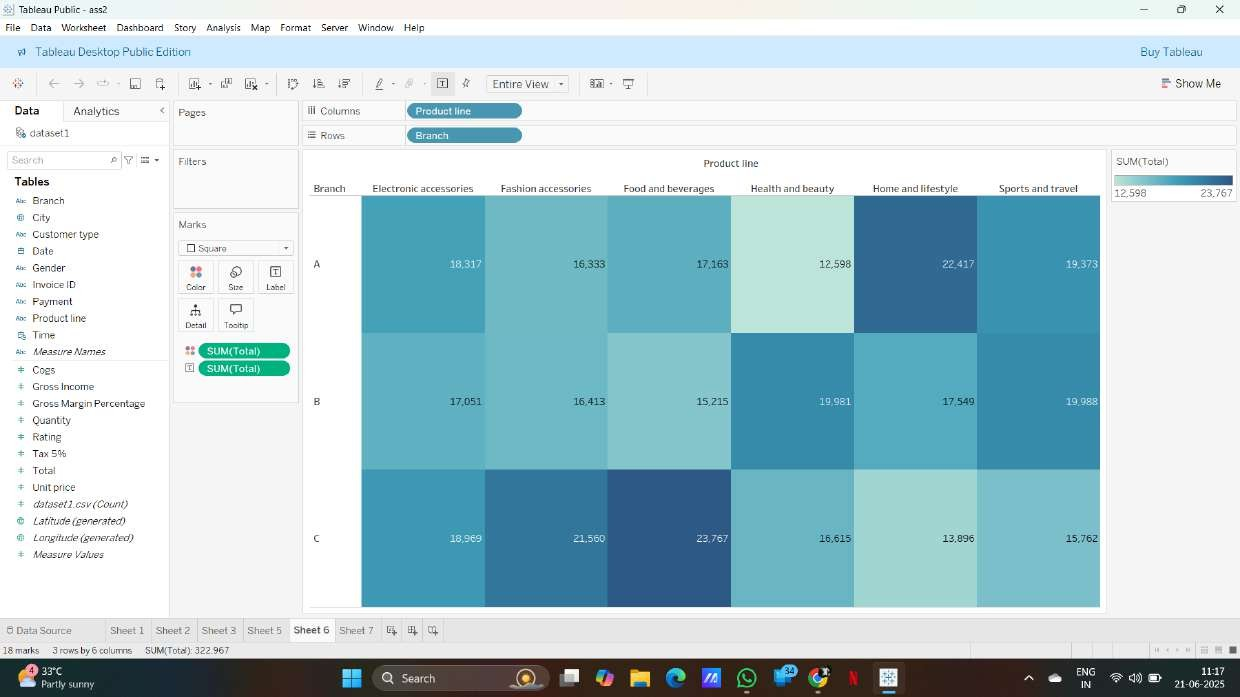 Tableau Public - ass2
File Data Worksheet Dashboard Story Analysis Map Format Server Window Help
Tableau Desktop Public Edition Buy Tableau
Entire View Show Me
Data Analytics
dataset1
Search
Tables
Abc Branch
City
Abc Customer type
Date
Abc Gender
Abc Invoice ID
Abc Payment
Abc Product line
Time
Abc Measure Names
Cogs
Gross Income
Gross Margin Percentage
Quantity
Rating
Tax 5%
Total
Unit price
dataset1.csv (Count)
Latitude (generated)
Longitude (generated)
Measure Values
Pages
Filters
Marks
Square
Color Size Label
Detail Tooltip
SUM(Total)
SUM(Total)
Columns Product line
Rows Branch
Product line
Branch Electronic accessories Fashion accessories Food and beverages Health and beauty Home and lifestyle Sports and travel
A 18,317 16,333 17,163 12,598 22,417 19,373
B 17,051 16,413 15,215 19,981 17,549 19,988
C 18,969 21,560 23,767 16,615 13,896 15,762
SUM(Total)
12,598 23,767
Data Source Sheet 1 Sheet 2 Sheet 3 Sheet 5 Sheet 6 Sheet 7
18 marks 3 rows by 6 columns SUM(Total): 322,967
4 33°C
Partly sunny
Search
34
ENG
IN
11:17
21-06-2025